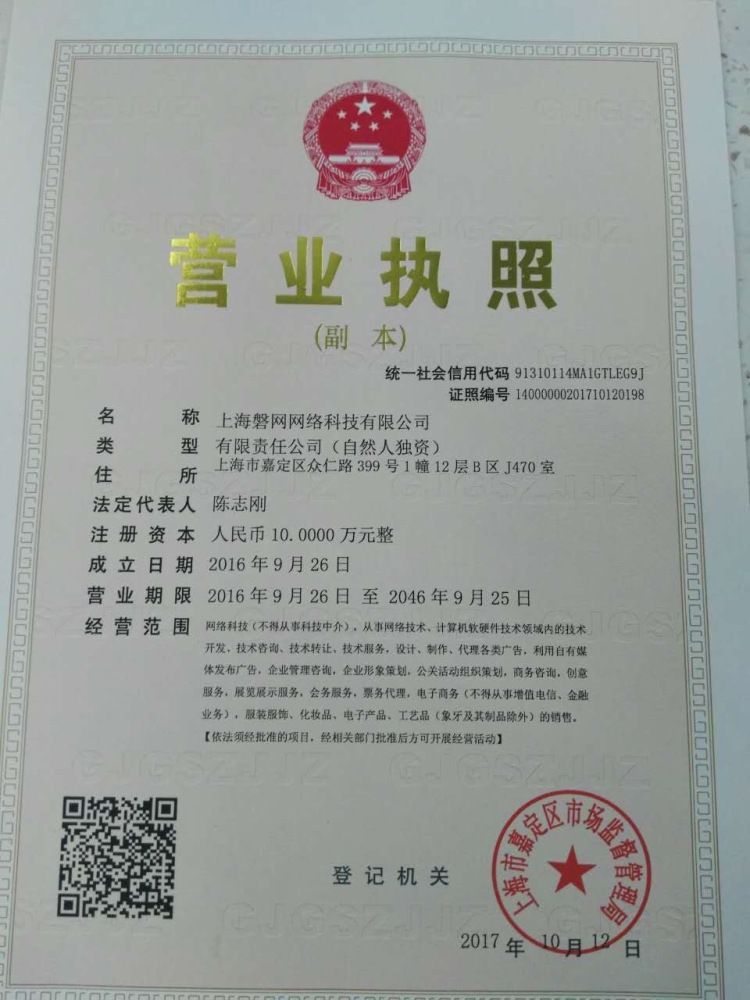 营业执照
(副 本)
统一社会信用代码 91310114MA1GTLEG9J
证照编号 14000000201710120198
名 称 上海磐网网络科技有限公司
类 型 有限责任公司（自然人独资）
住 所 上海市嘉定区众仁路399号1幢12层B区J470室
法定代表人 陈志刚
注册资本 人民币10.0000万元整
成立日期 2016年9月26日
营业期限 2016年9月26日 至 2046年9月25日
经营范围 网络科技（不得从事科技中介），从事网络技术、计算机软硬件技术领域内的技术
开发，技术咨询、技术转让，技术服务，设计、制作、代理各类广告，利用自有媒
体发布广告，企业管理咨询，企业形象策划，公关活动组织策划，商务咨询，创意
服务，展览展示服务，会务服务，票务代理，电子商务（不得从事增值电信、金融
业务），服装服饰、化妆品、电子产品、工艺品（象牙及其制品除外）的销售。
【依法须经批准的项目，经相关部门批准后方可开展经营活动】
登记机关
上海市嘉定区市场监督管理局
2017年10月12日
GJGSZJJZ